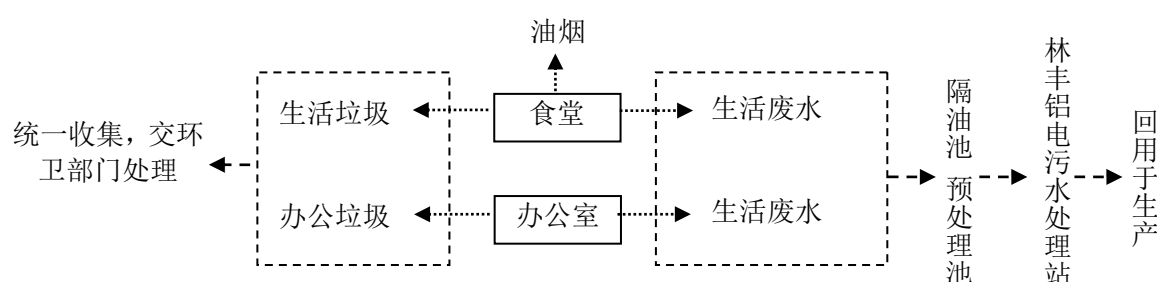 油烟
生活垃圾
食堂
生活废水
统一收集，交环
卫部门处理
办公垃圾
办公室
生活废水
隔油池
预处理池
林丰铝电污水处理站
回用于生产